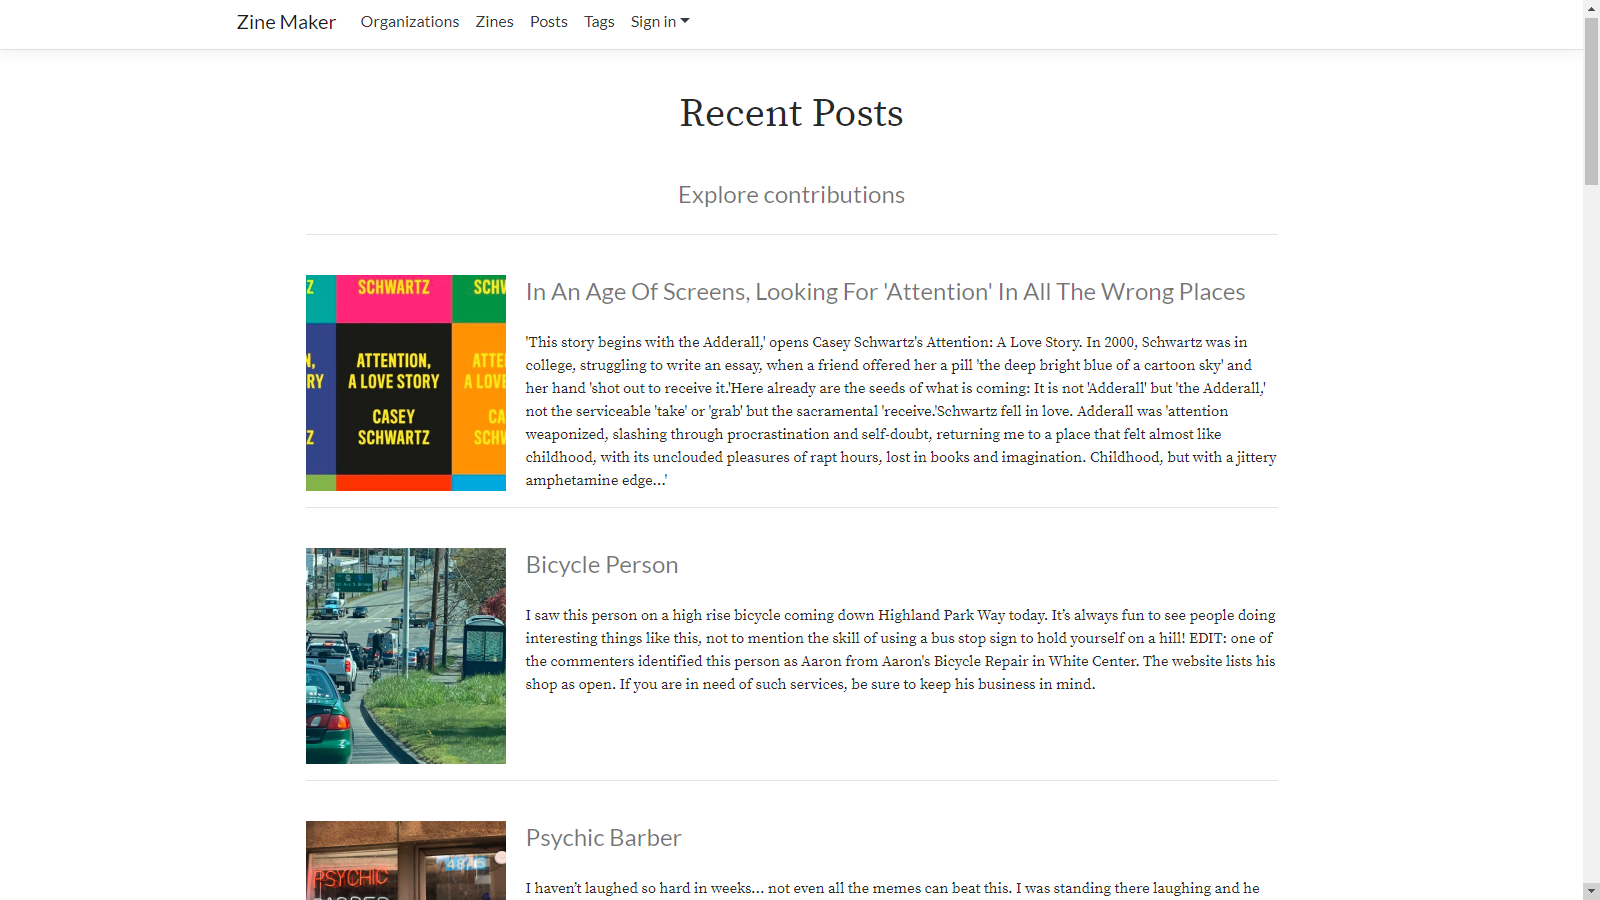 Zine Maker Organizations Zines Posts Tags Sign in
Recent Posts
Explore contributions
Z SCHWARTZ SCHW
In An Age Of Screens, Looking For 'Attention' In All The Wrong Places
'This story begins with the Adderall,' opens Casey Schwartz's Attention: A Love Story. In 2000, Schwartz was in
college, struggling to write an essay, when a friend offered her a pill 'the deep bright blue of a cartoon sky' and
her hand 'shot out to receive it.'Here already are the seeds of what is coming: It is not 'Adderall' but 'the Adderall,'
not the serviceable 'take' or 'grab' but the sacramental 'receive.'Schwartz fell in love. Adderall was 'attention
weaponized, slashing through procrastination and self-doubt, returning me to a place that felt almost like
childhood, with its unclouded pleasures of rapt hours, lost in books and imagination. Childhood, but with a jittery
amphetamine edge...'
N, ATTENTION, ATTE
RY A LOVE STORY A LOVE
CASEY CA
Z SCHWARTZ SCHW
Bicycle Person
I saw this person on a high rise bicycle coming down Highland Park Way today. It’s always fun to see people doing
interesting things like this, not to mention the skill of using a bus stop sign to hold yourself on a hill! EDIT: one of
the commenters identified this person as Aaron from Aaron's Bicycle Repair in White Center. The website lists his
shop as open. If you are in need of such services, be sure to keep his business in mind.
Psychic Barber
I haven’t laughed so hard in weeks... not even all the memes can beat this. I was standing there laughing and he
PSYCHIC
BARBER